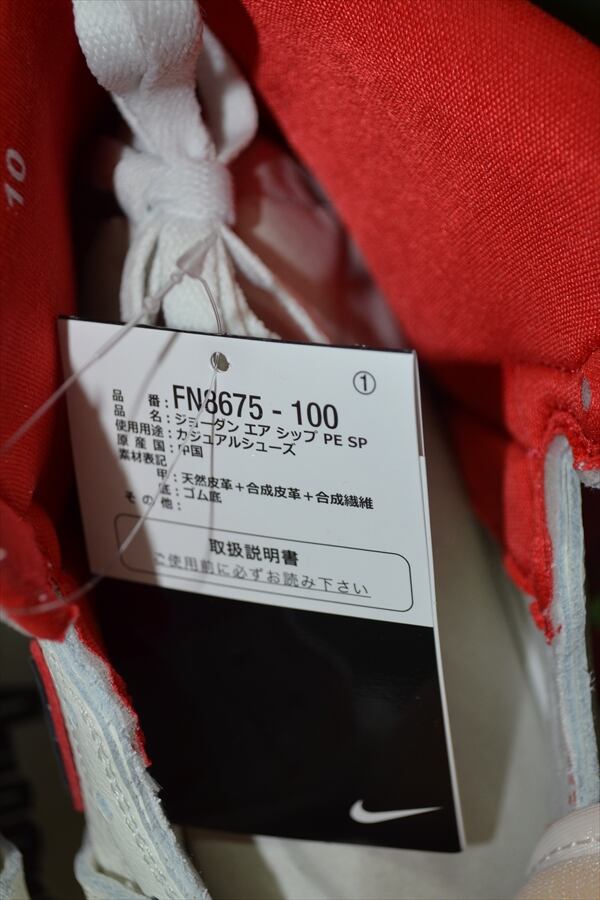 10
①
品番：FN8675 - 100
品名：ジョーダン エア シップ PE SP
使用用途：カジュアルシューズ
原産国：中国
素材表記
甲：天然皮革＋合成皮革＋合成繊維
底：ゴム底
その他：
取扱説明書
ご使用前に必ずお読み下さい